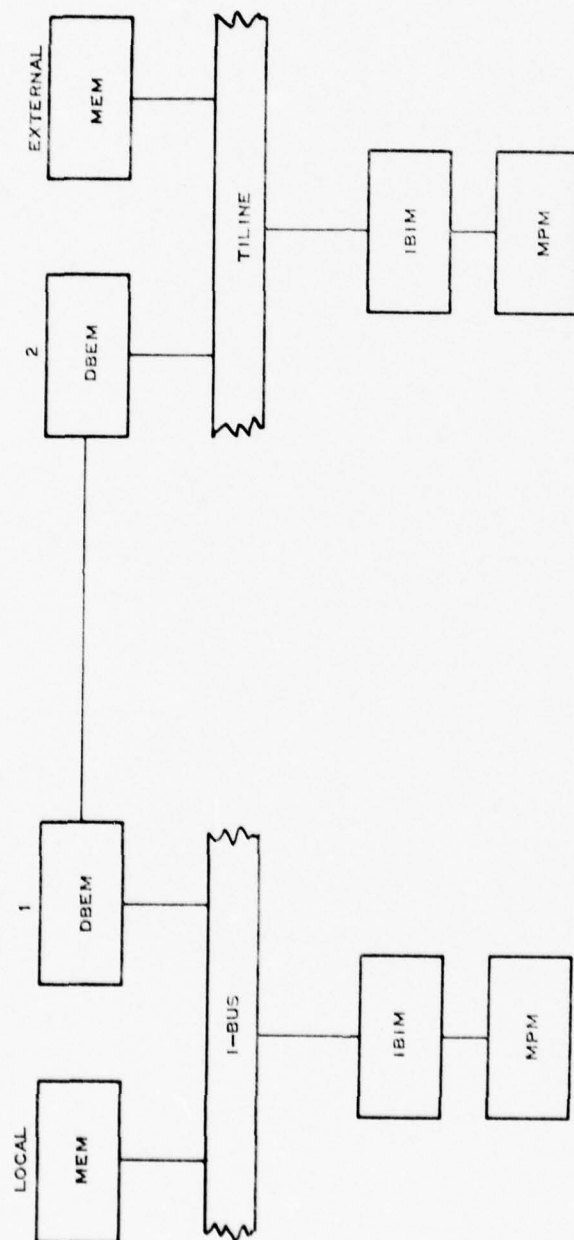 LOCAL
MEM
1
DBEM
I-BUS
IBIM
MPM
2
DBEM
EXTERNAL
MEM
TILINE
IBIM
MPM